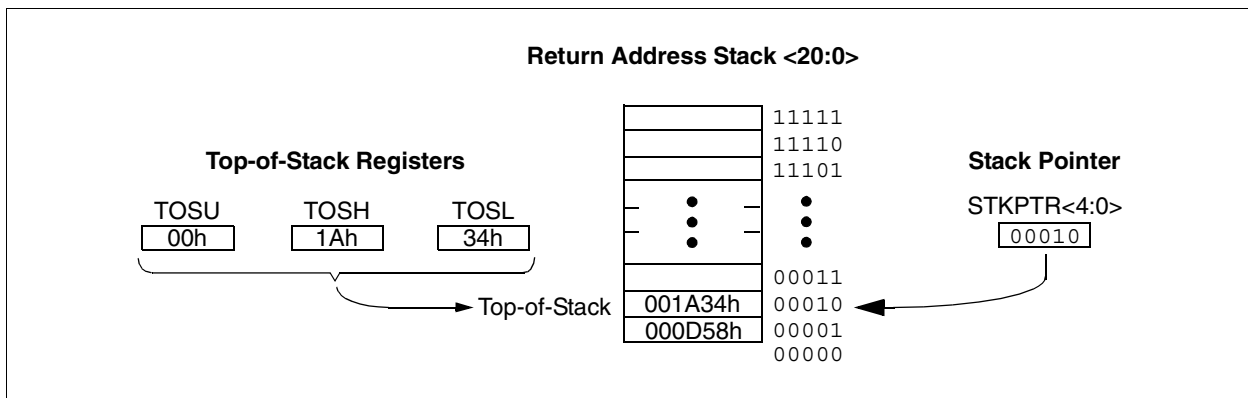 Return Address Stack <20:0>
11111
11110
Top-of-Stack Registers
11101
Stack Pointer
TOSU TOSH TOSL
STKPTR<4:0>
00h 1Ah 34h
00010
00011
Top-of-Stack 001A34h 00010
000D58h 00001
00000